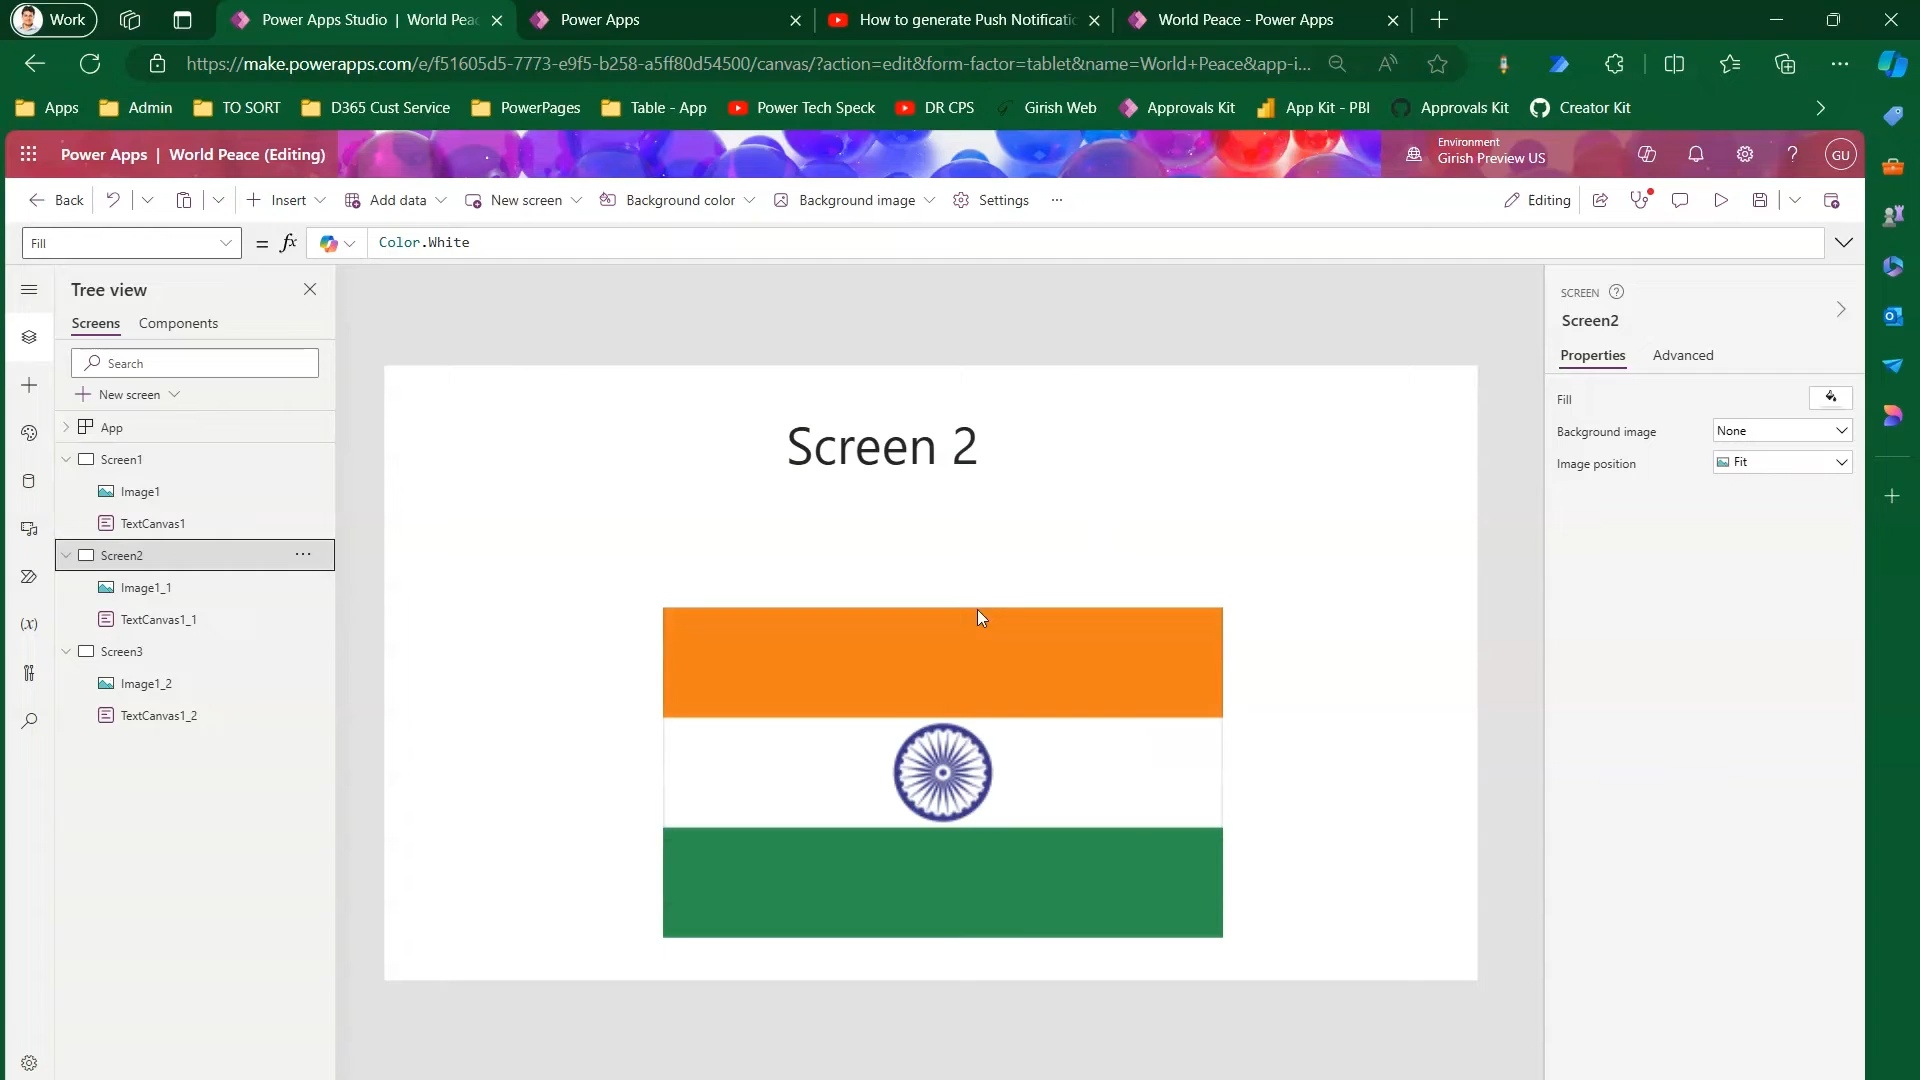 Work
Power Apps Studio | World Peac
Power Apps
How to generate Push Notificatio
World Peace - Power Apps
https://make.powerapps.com/e/f51605d5-7773-e9f5-b258-a5ff80d54500/canvas/?action=edit&form-factor=tablet&name=World+Peace&app-i...
Apps
Admin
TO SORT
D365 Cust Service
PowerPages
Table - App
Power Tech Speck
DR CPS
Girish Web
Approvals Kit
App Kit - PBI
Approvals Kit
Creator Kit
Power Apps | World Peace (Editing)
Environment
Girish Preview US
GU
Back
Insert
Add data
New screen
Background color
Background image
Settings
...
Editing
Fill
= fx
Color.White
Tree view
Screens
Components
Search
New screen
App
Screen1
Image1
TextCanvas1
Screen2
...
Image1_1
TextCanvas1_1
Screen3
Image1_2
TextCanvas1_2
Screen 2
SCREEN
Screen2
Properties
Advanced
Fill
Background image
None
Image position
Fit